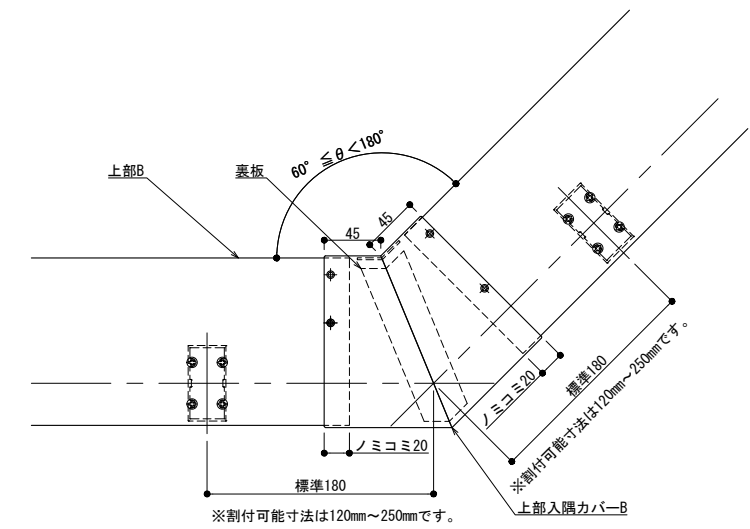 60°≦θ<180°
上部B
裏板
45
45
ノミコミ20
標準180
※割付可能寸法は120mm～250mmです。
ノミコミ20
標準180
※割付可能寸法は120mm～250mmです。
上部入隅カバーB